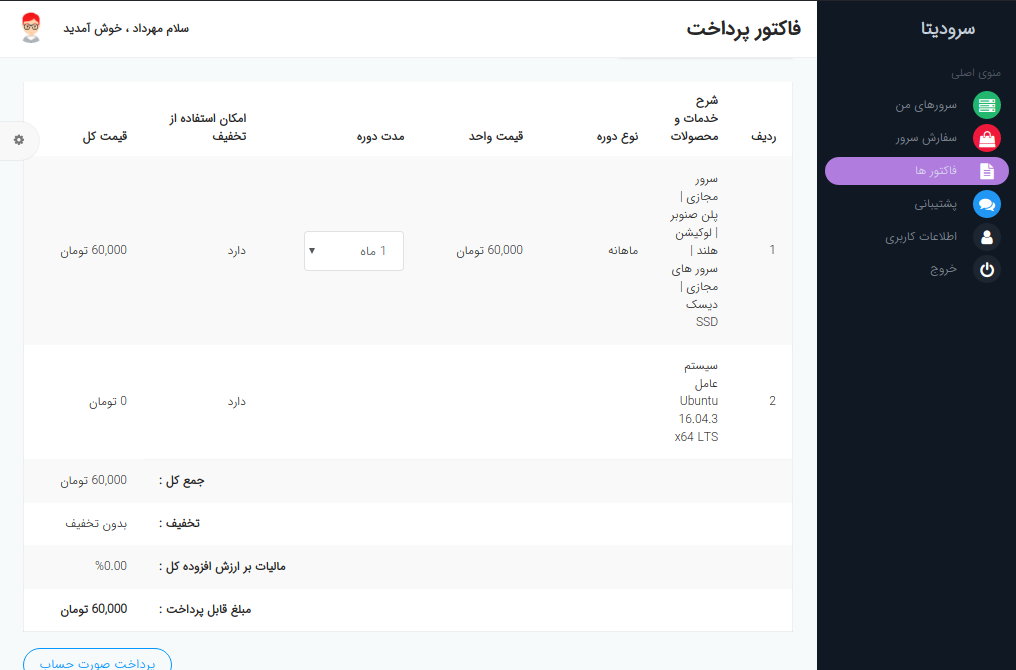 سرودیتا
منوی اصلی
سرورهای من
سفارش سرور
فاکتور ها
پشتیبانی
اطلاعات کاربری
خروج
فاکتور پرداخت
سلام مهرداد ، خوش آمدید
ردیف
شرح
خدمات و
محصولات
نوع دوره
قیمت واحد
مدت دوره
امکان استفاده از
تخفیف
قیمت کل
1
سرور
مجازی |
پلن صنوبر
| لوکیشن
هلند |
سرور های
مجازی |
دیسک
SSD
ماهانه
60,000 تومان
1 ماه
دارد
60,000 تومان
2
سیستم
عامل
Ubuntu
16.04.3
x64 LTS
دارد
0 تومان
جمع کل :
60,000 تومان
تخفیف :
بدون تخفیف
مالیات بر ارزش افزوده کل :
%0.00
مبلغ قابل پرداخت :
60,000 تومان
پرداخت صورت حساب